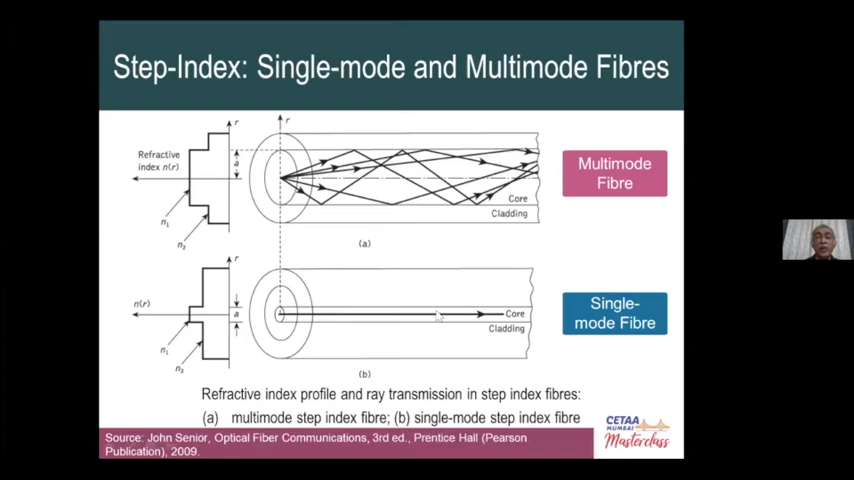 Step-Index: Single-mode and Multimode Fibres
r
r
Refractive
index n(r)
a
n1
n2
Core
Cladding
(a)
Multimode
Fibre
r
n(r)
a
n1
n2
Core
Cladding
(b)
Single-
mode Fibre
Refractive index profile and ray transmission in step index fibres:
(a) multimode step index fibre; (b) single-mode step index fibre
CETAA
MUMBAI
Masterclass
Source: John Senior, Optical Fiber Communications, 3rd ed., Prentice Hall (Pearson
Publication), 2009.